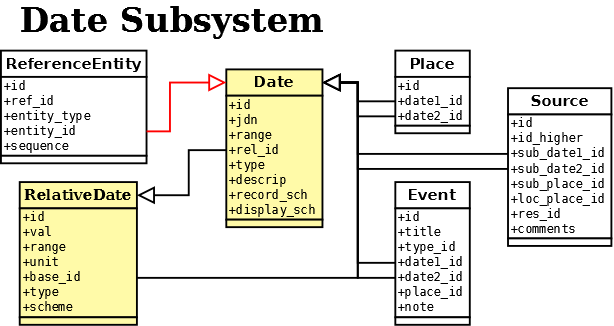 Date Subsystem
ReferenceEntity
+id
+ref_id
+entity_type
+entity_id
+sequence
Date
+id
+jdn
+range
+rel_id
+type
+descrip
+record_sch
+display_sch
Place
+id
+date1_id
+date2_id
Source
+id
+id_higher
+sub_date1_id
+sub_date2_id
+sub_place_id
+loc_place_id
+res_id
+comments
RelativeDate
+id
+val
+range
+unit
+base_id
+type
+scheme
Event
+id
+title
+type_id
+date1_id
+date2_id
+place_id
+note